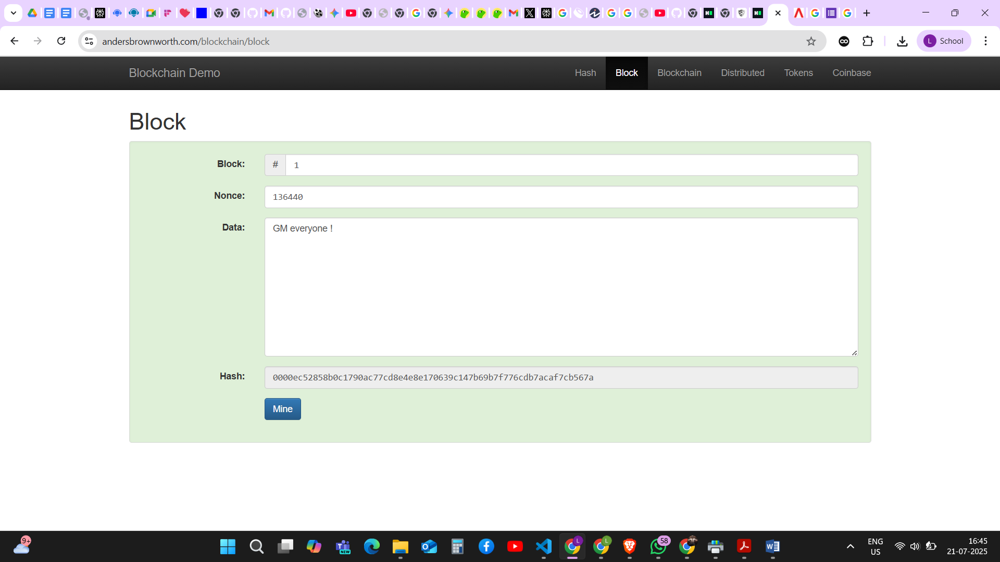 andersbrownworth.com/blockchain/block
L School
Blockchain Demo
Hash Block Blockchain Distributed Tokens Coinbase
Block
Block: # 1
Nonce: 136440
Data: GM everyone !
Hash: 0000ec52858b0c1790ac77cd8e4e8e170639c147b69b7f776cdb7acaf7cb567a
Mine
9+
NEW
L
L
58
ENG
US
16:45
21-07-2025